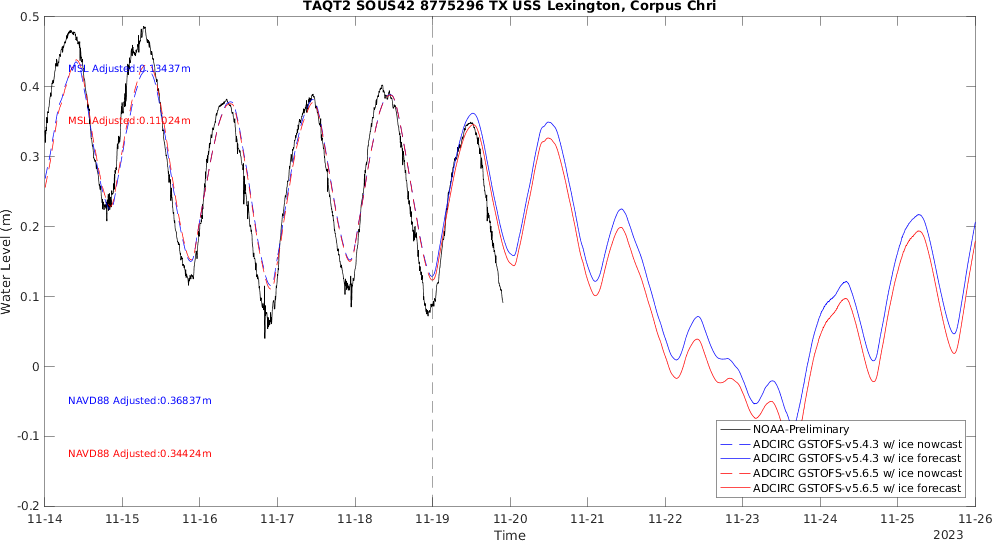 TAQT2 SOUS42 8775296 TX USS Lexington, Corpus Chri
0.5
0.4
0.3
0.2
0.1
0
-0.1
-0.2
Water Level (m)
MSL Adjusted:0.13437m
MSL Adjusted:0.11024m
NAVD88 Adjusted:0.36837m
NAVD88 Adjusted:0.34424m
NOAA-Preliminary
ADCIRC GSTOFS-v5.4.3 w/ ice nowcast
ADCIRC GSTOFS-v5.4.3 w/ ice forecast
ADCIRC GSTOFS-v5.6.5 w/ ice nowcast
ADCIRC GSTOFS-v5.6.5 w/ ice forecast
11-14 11-15 11-16 11-17 11-18 11-19 11-20 11-21 11-22 11-23 11-24 11-25 11-26
Time
2023